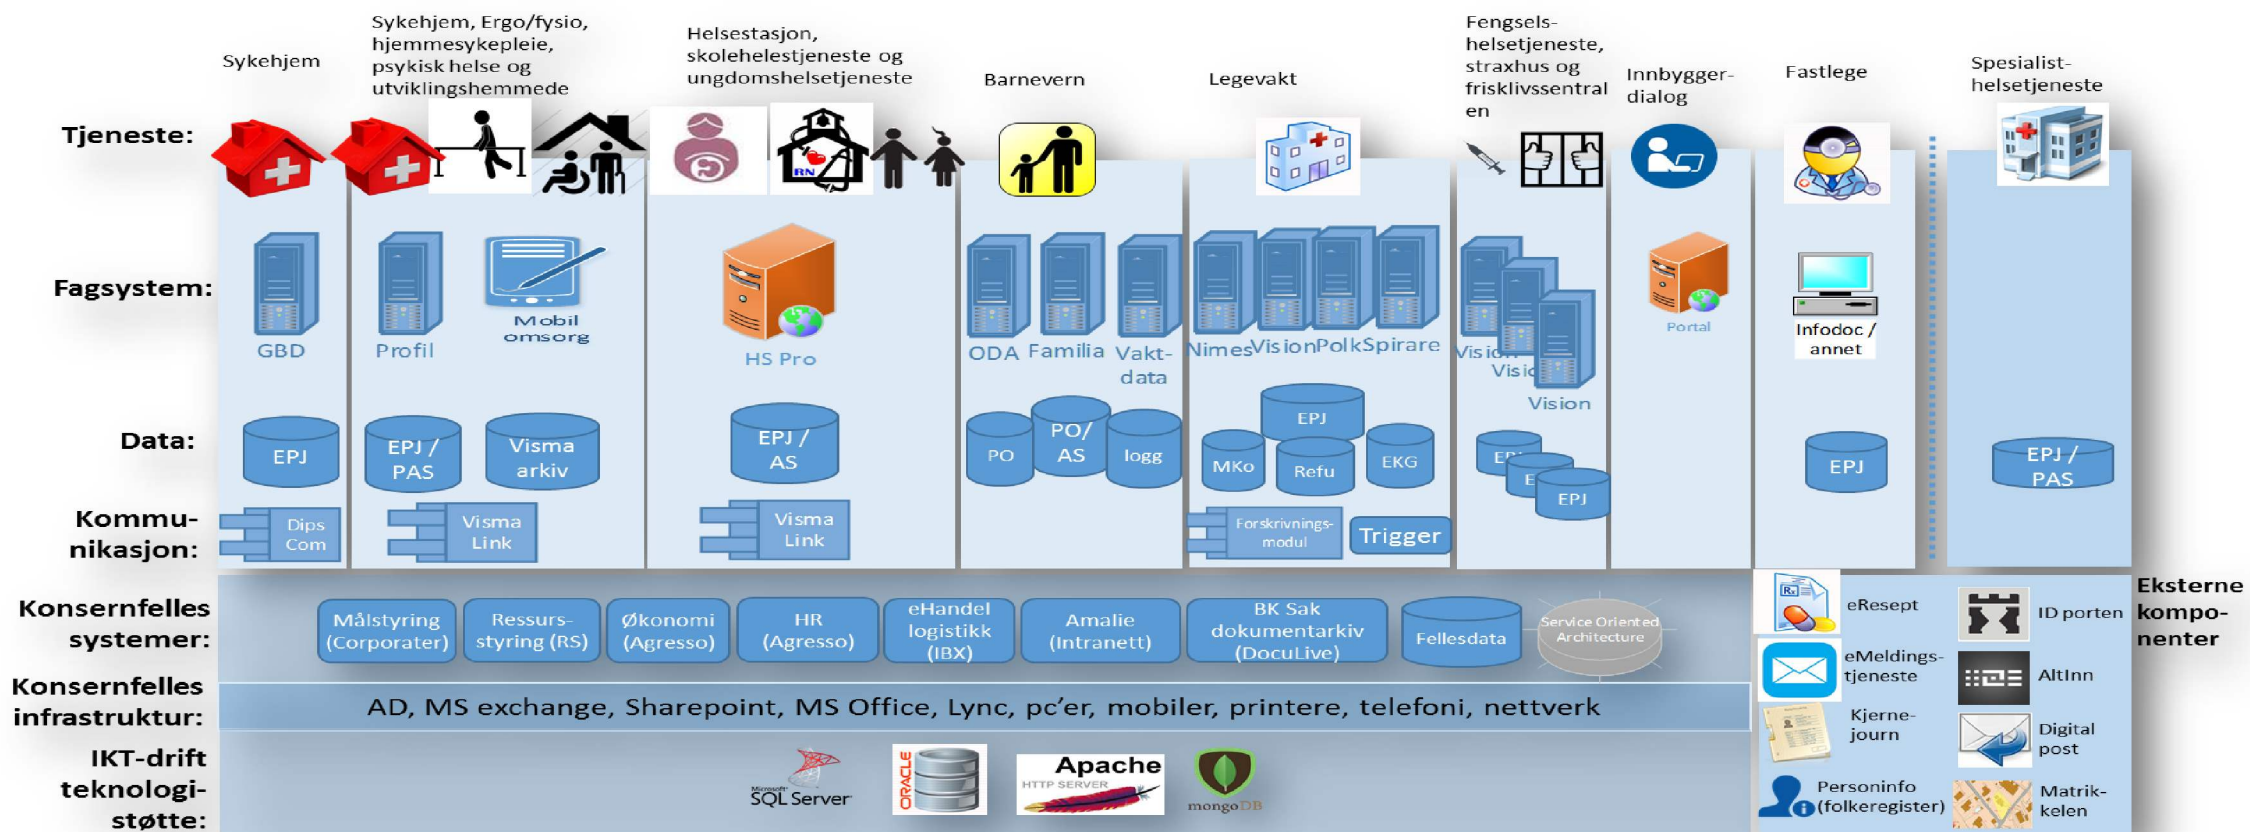 Sykehjem
Sykehjem, Ergo/fysio,
hjemmesykepleie,
psykisk helse og
utviklingshemmede
Helsestasjon,
skolehelestjeneste og
ungdomshelsetjeneste
Barnevern
Legevakt
Fengsels-
helsetjeneste,
straxhus og
frisklivssentral
en
Innbygger-
dialog
Fastlege
Spesialist-
helsetjeneste
Tjeneste:
RN
Fagsystem:
GBD
Profil
Mobil
omsorg
HS Pro
ODA
Familia
Vakt-
data
Nimes
Vision
Polk
Spirare
Vision
Vision
Portal
Infodoc /
annet
Data:
EPJ
EPJ /
PAS
Visma
arkiv
EPJ /
AS
PO
PO/
AS
logg
EPJ
MKo
Refu
EKG
EPJ
EPJ
EPJ /
PAS
Kommu-
nikasjon:
Dips
Com
Visma
Link
Visma
Link
Forskrivnings-
modul
Trigger
Konsernfelles
systemer:
Målstyring
(Corporater)
Ressurs-
styring (RS)
Økonomi
(Agresso)
HR
(Agresso)
eHandel
logistikk
(IBX)
Amalie
(Intranett)
BK Sak
dokumentarkiv
(DocuLive)
Fellesdata
Service Oriented
Architecture
Eksterne
kompo-
nenter
Rx
eResept
ID porten
eMeldings-
tjeneste
AltInn
Kjerne-
journ
Digital
post
Personinfo
(folkeregister)
Matrik-
kelen
Konsernfelles
infrastruktur:
AD, MS exchange, Sharepoint, MS Office, Lync, pc'er, mobiler, printere, telefoni, nettverk
IKT-drift
teknologi-
støtte:
Microsoft
SQL Server
ORACLE
Apache
HTTP SERVER
mongoDB